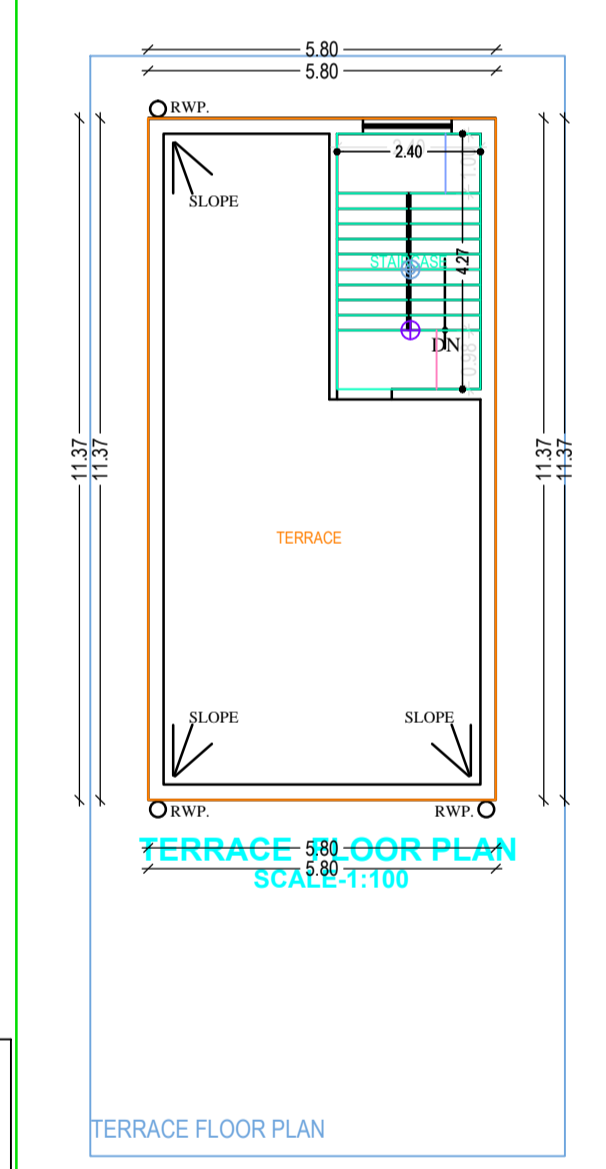 5.80
5.80
RWP.
2.40
1.00
SLOPE
STAIRCASE
4.27
DN
0.98
11.37
11.37
11.37
11.37
TERRACE
SLOPE
SLOPE
RWP.
RWP.
5.80
TERRACE FLOOR PLAN
5.80
SCALE-1:100
TERRACE FLOOR PLAN